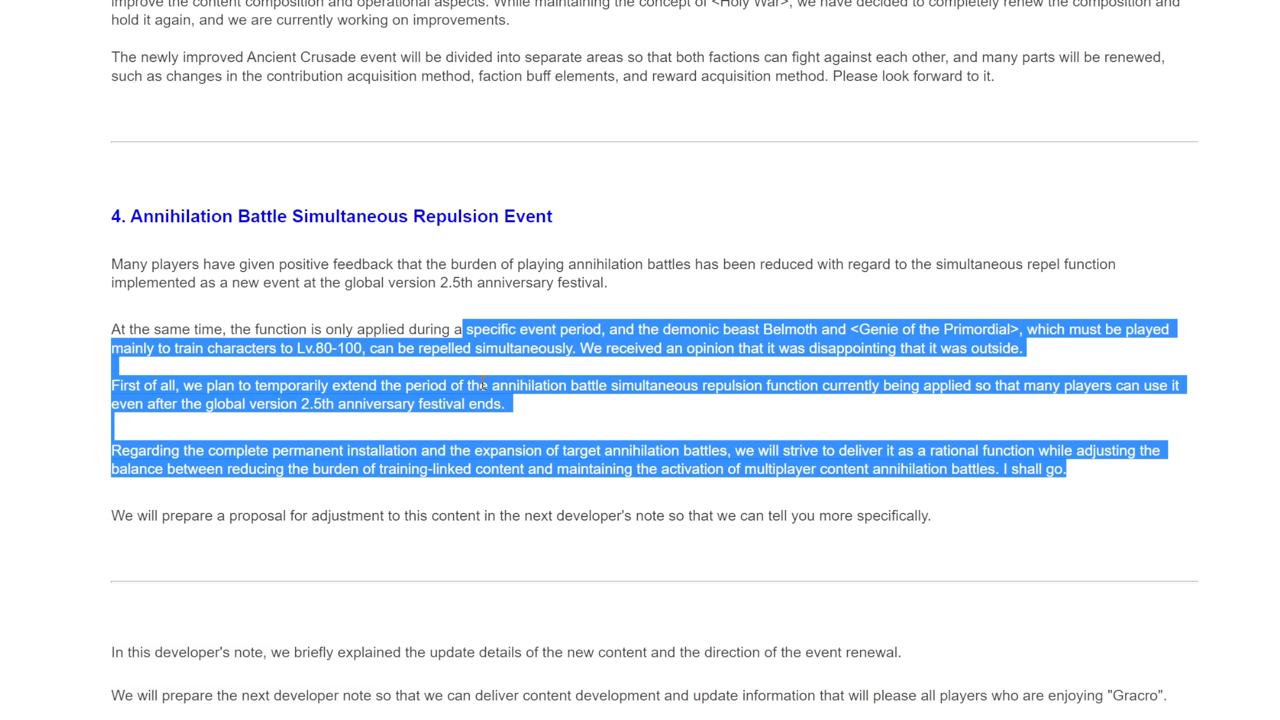 improve the content composition and operational aspects. While maintaining the concept of <Holy War>, we have decided to completely renew the composition and
hold it again, and we are currently working on improvements.
The newly improved Ancient Crusade event will be divided into separate areas so that both factions can fight against each other, and many parts will be renewed,
such as changes in the contribution acquisition method, faction buff elements, and reward acquisition method. Please look forward to it.
4. Annihilation Battle Simultaneous Repulsion Event
Many players have given positive feedback that the burden of playing annihilation battles has been reduced with regard to the simultaneous repel function
implemented as a new event at the global version 2.5th anniversary festival.
At the same time, the function is only applied during a specific event period, and the demonic beast Belmoth and <Genie of the Primordial>, which must be played
mainly to train characters to Lv.80-100, can be repelled simultaneously. We received an opinion that it was disappointing that it was outside.
First of all, we plan to temporarily extend the period of the annihilation battle simultaneous repulsion function currently being applied so that many players can use it
even after the global version 2.5th anniversary festival ends.
Regarding the complete permanent installation and the expansion of target annihilation battles, we will strive to deliver it as a rational function while adjusting the
balance between reducing the burden of training-linked content and maintaining the activation of multiplayer content annihilation battles. I shall go.
We will prepare a proposal for adjustment to this content in the next developer's note so that we can tell you more specifically.
In this developer's note, we briefly explained the update details of the new content and the direction of the event renewal.
We will prepare the next developer note so that we can deliver content development and update information that will please all players who are enjoying "Gracro".